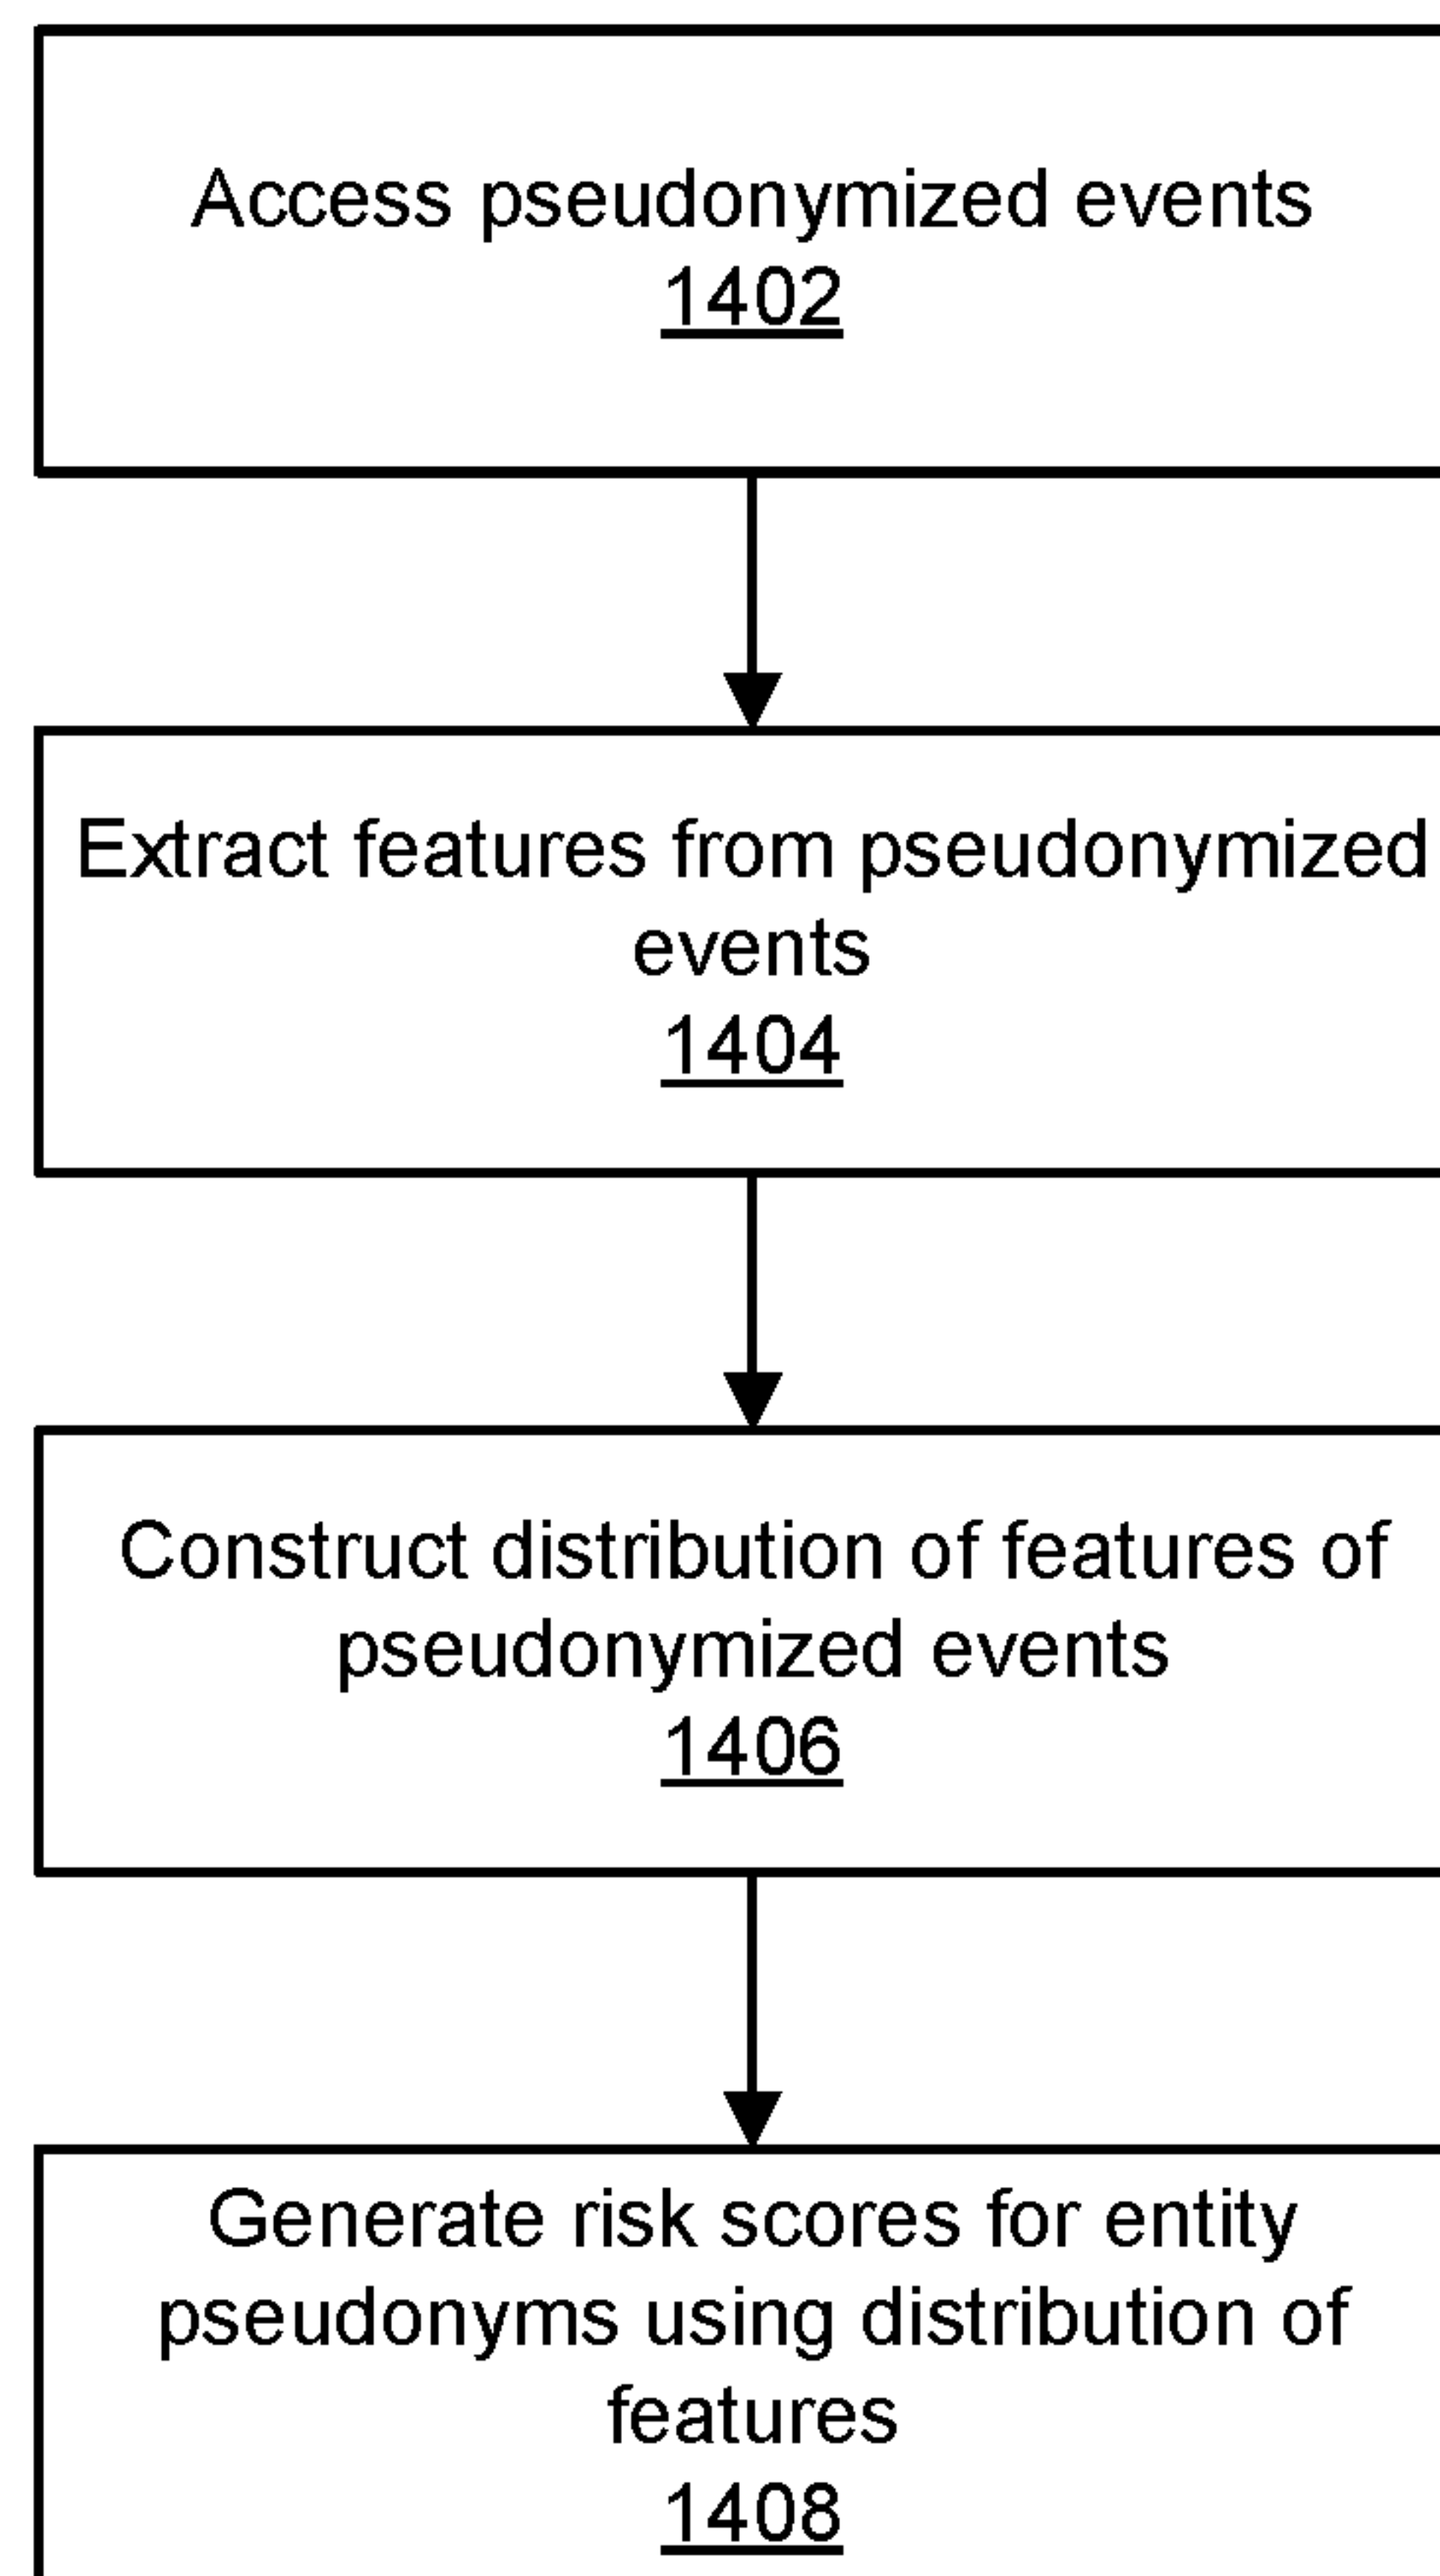 Access pseudonymized events
1402
Extract features from pseudonymized
events
1404
Construct distribution of features of
pseudonymized events
1406
Generate risk scores for entity
pseudonyms using distribution of
features
1408